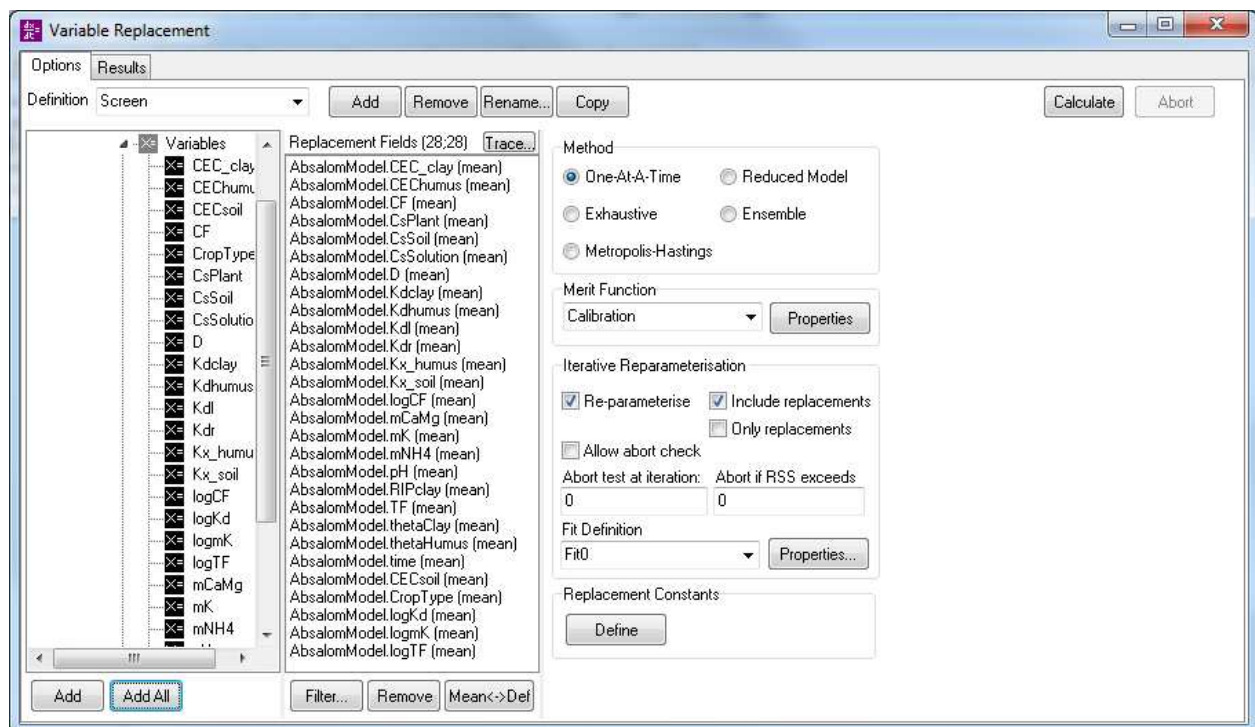 Variable Replacement
Options Results
Definition Screen Add Remove Rename... Copy Calculate Abort
Variables
CEC_clay
CEChumu
CECsoil
CF
CropType
CsPlant
CsSoil
CsSolutio
D
Kdclay
Kdhumus
Kdl
Kdr
Kx_humu
Kx_soil
logCF
logKd
logmK
logTF
mCaMg
mK
mNH4
Add Add All
Replacement Fields (28;28) Trace...
AbsalomModel.CEC_clay (mean)
AbsalomModel.CEChumus (mean)
AbsalomModel.CF (mean)
AbsalomModel.CsPlant (mean)
AbsalomModel.CsSoil (mean)
AbsalomModel.CsSolution (mean)
AbsalomModel.D (mean)
AbsalomModel.Kdclay (mean)
AbsalomModel.Kdhumus (mean)
AbsalomModel.Kdl (mean)
AbsalomModel.Kdr (mean)
AbsalomModel.Kx_humus (mean)
AbsalomModel.Kx_soil (mean)
AbsalomModel.logCF (mean)
AbsalomModel.mCaMg (mean)
AbsalomModel.mK (mean)
AbsalomModel.mNH4 (mean)
AbsalomModel.pH (mean)
AbsalomModel.RIPclay (mean)
AbsalomModel.TF (mean)
AbsalomModel.thetaClay (mean)
AbsalomModel.thetaHumus (mean)
AbsalomModel.time (mean)
AbsalomModel.CECsoil (mean)
AbsalomModel.CropType (mean)
AbsalomModel.logKd (mean)
AbsalomModel.logmK (mean)
AbsalomModel.logTF (mean)
Filter... Remove Mean<->Def
Method
One-At-A-Time Reduced Model
Exhaustive Ensemble
Metropolis-Hastings
Merit Function
Calibration Properties
Iterative Reparameterisation
Re-parameterise Include replacements
Only replacements
Allow abort check
Abort test at iteration: Abort if RSS exceeds
0 0
Fit Definition
Fit0 Properties...
Replacement Constants
Define